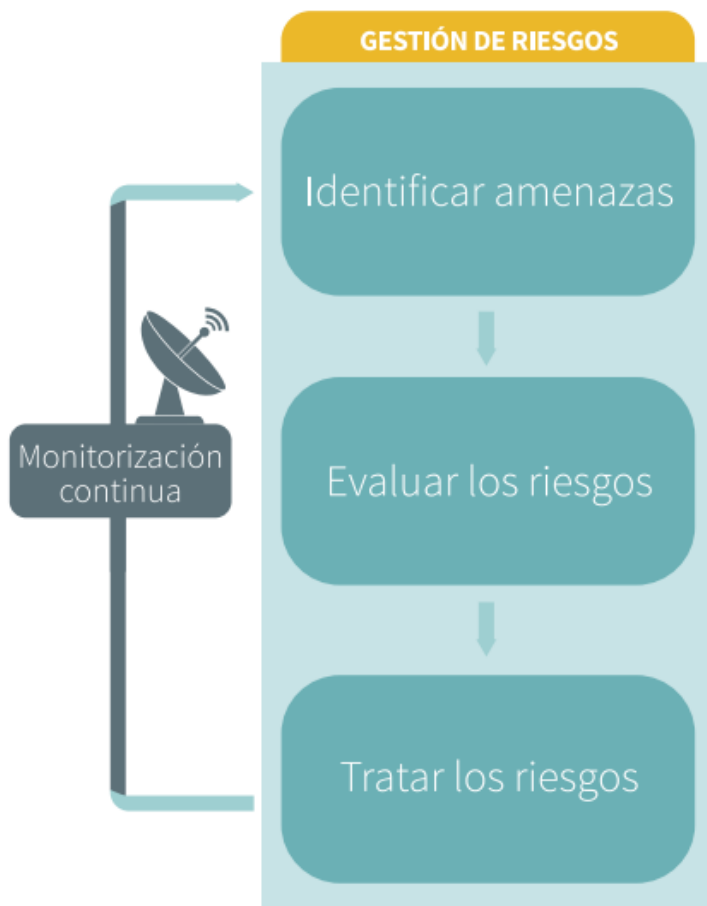 GESTIÓN DE RIESGOS
Identificar amenazas
Monitorización
continua
Evaluar los riesgos
Tratar los riesgos